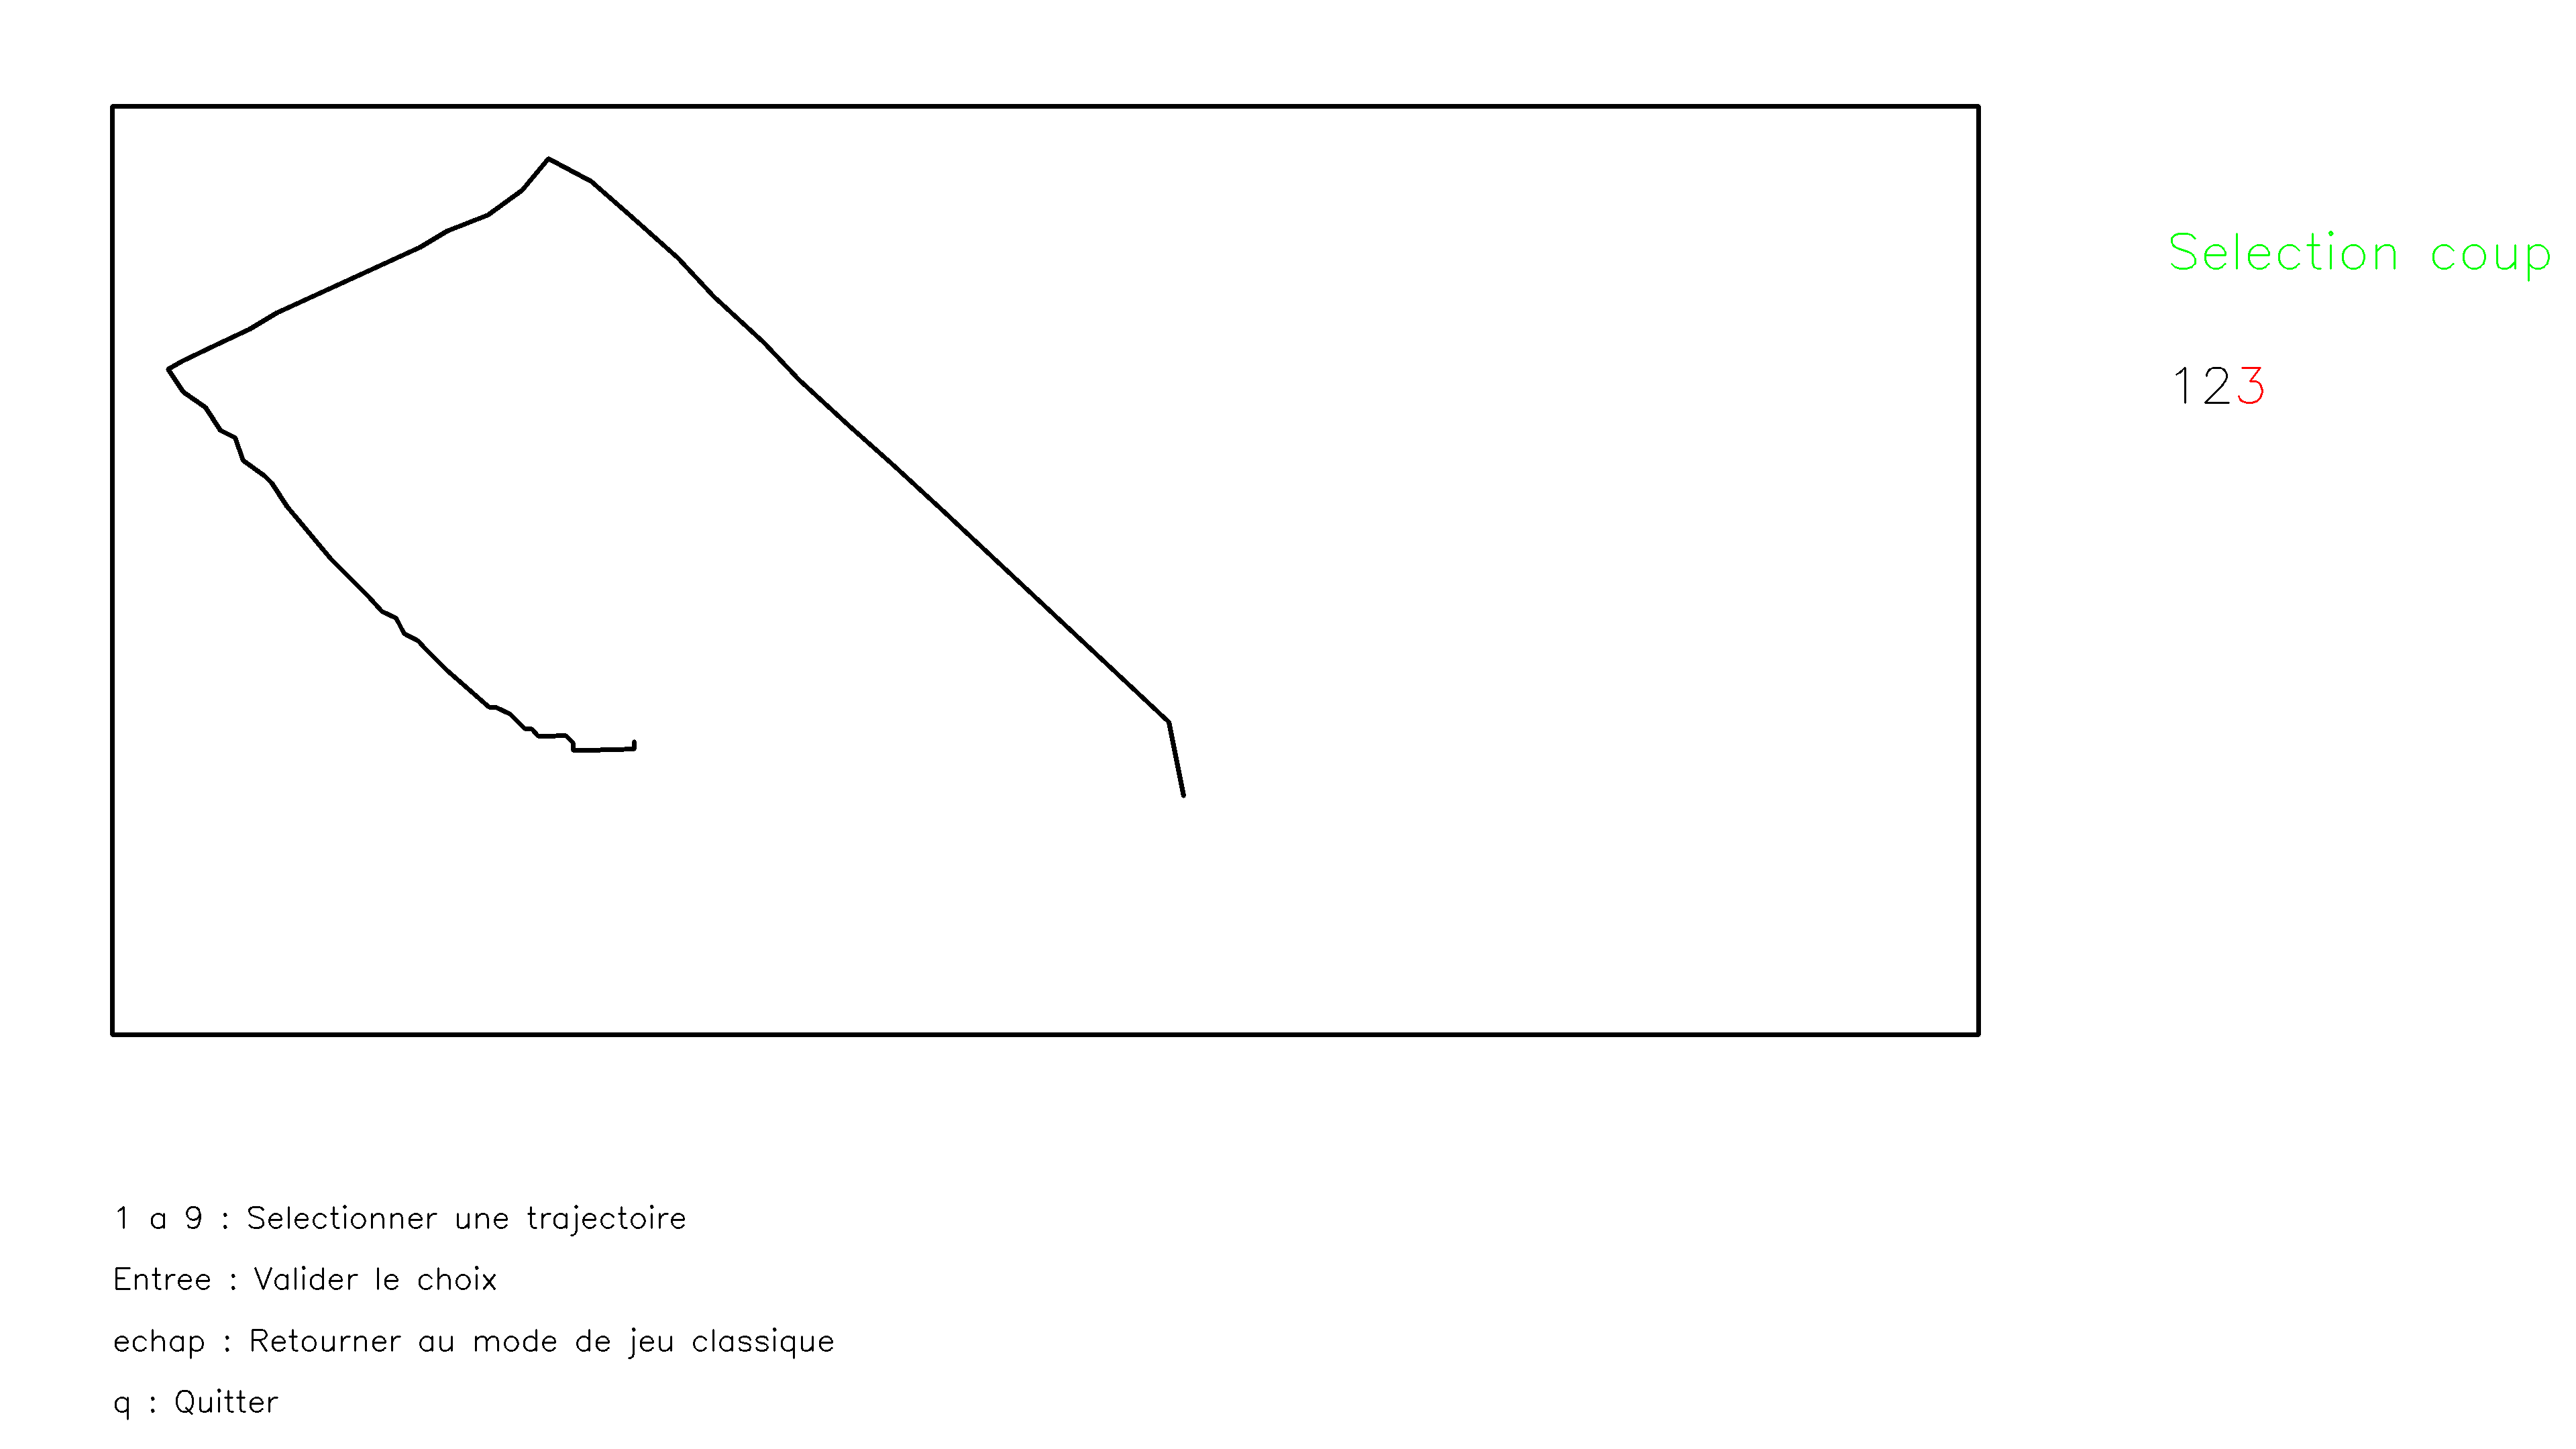 Selection coup
123
1 a 9 : Selectionner une trajectoire
Entree : Valider le choix
echap : Retourner au mode de jeu classique
q : Quitter